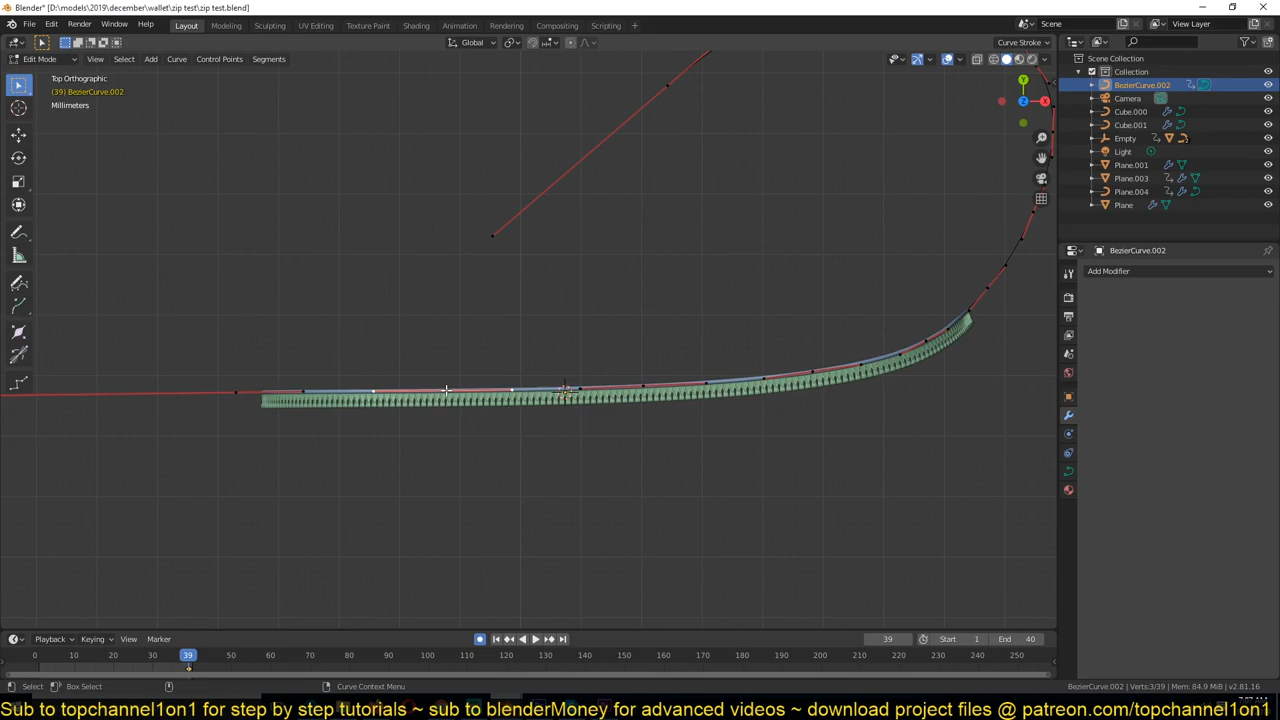 Blender* [D:\models\2019\december\wallet\zip test\zip test.blend]
File Edit Render Window Help Layout Modeling Sculpting UV Editing Texture Paint Shading Animation Rendering Compositing Scripting + Scene View Layer
Global Curve Stroke
Edit Mode View Select Add Curve Control Points Segments
Top Orthographic
(39) BezierCurve.002
Millimeters
Y
Z X
Scene Collection
Collection
BezierCurve.002
Camera
Cube.000
Cube.001
Empty
Light
Plane.001
Plane.003
Plane.004
Plane
BezierCurve.002
Add Modifier
Playback Keying View Marker 39 Start 1 End 40
0 10 20 30 39 50 60 70 80 90 100 110 120 130 140 150 160 170 180 190 200 210 220 230 240 250
Select Box Select Curve Context Menu BezierCurve.002 | Verts:3/39 | Mem: 84.9 MiB | v2.81.16
Sub to topchannel1on1 for step by step tutorials ~ sub to blenderMoney for advanced videos ~ download project files @ patreon.com/topchannel1on1